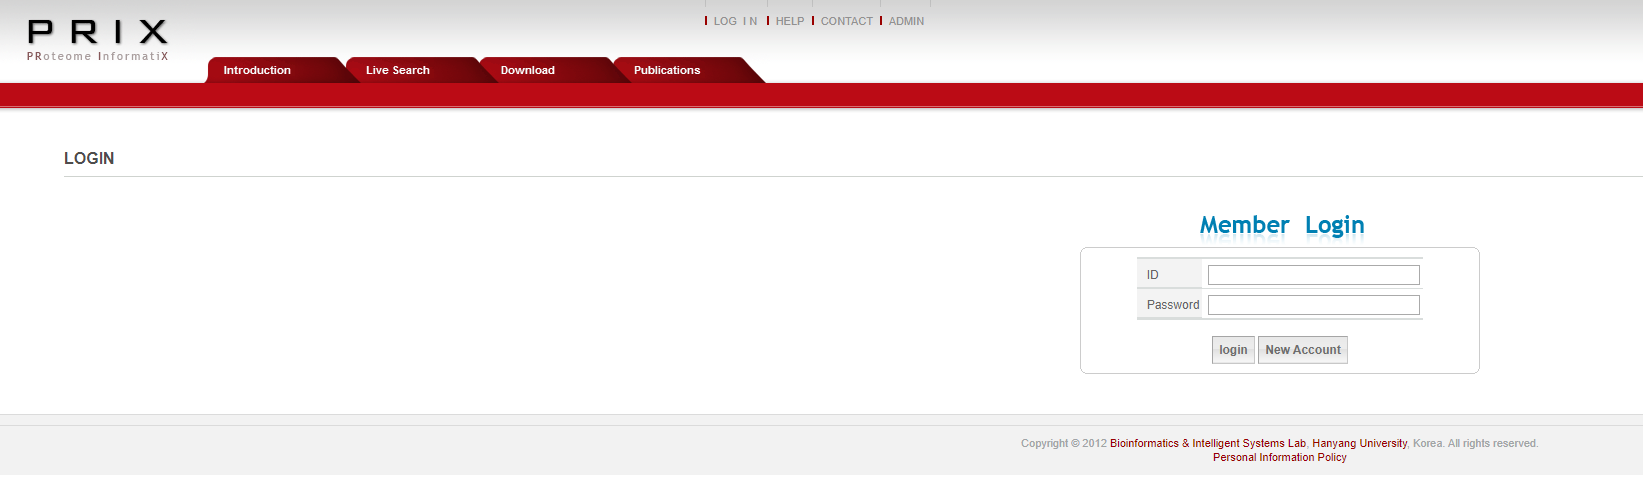 PRIX
PRoteome InformatiX
LOG IN HELP CONTACT ADMIN
Introduction Live Search Download Publications
LOGIN
Member Login
ID
Password
login New Account
Copyright © 2012 Bioinformatics & Intelligent Systems Lab, Hanyang University, Korea. All rights reserved.
Personal Information Policy